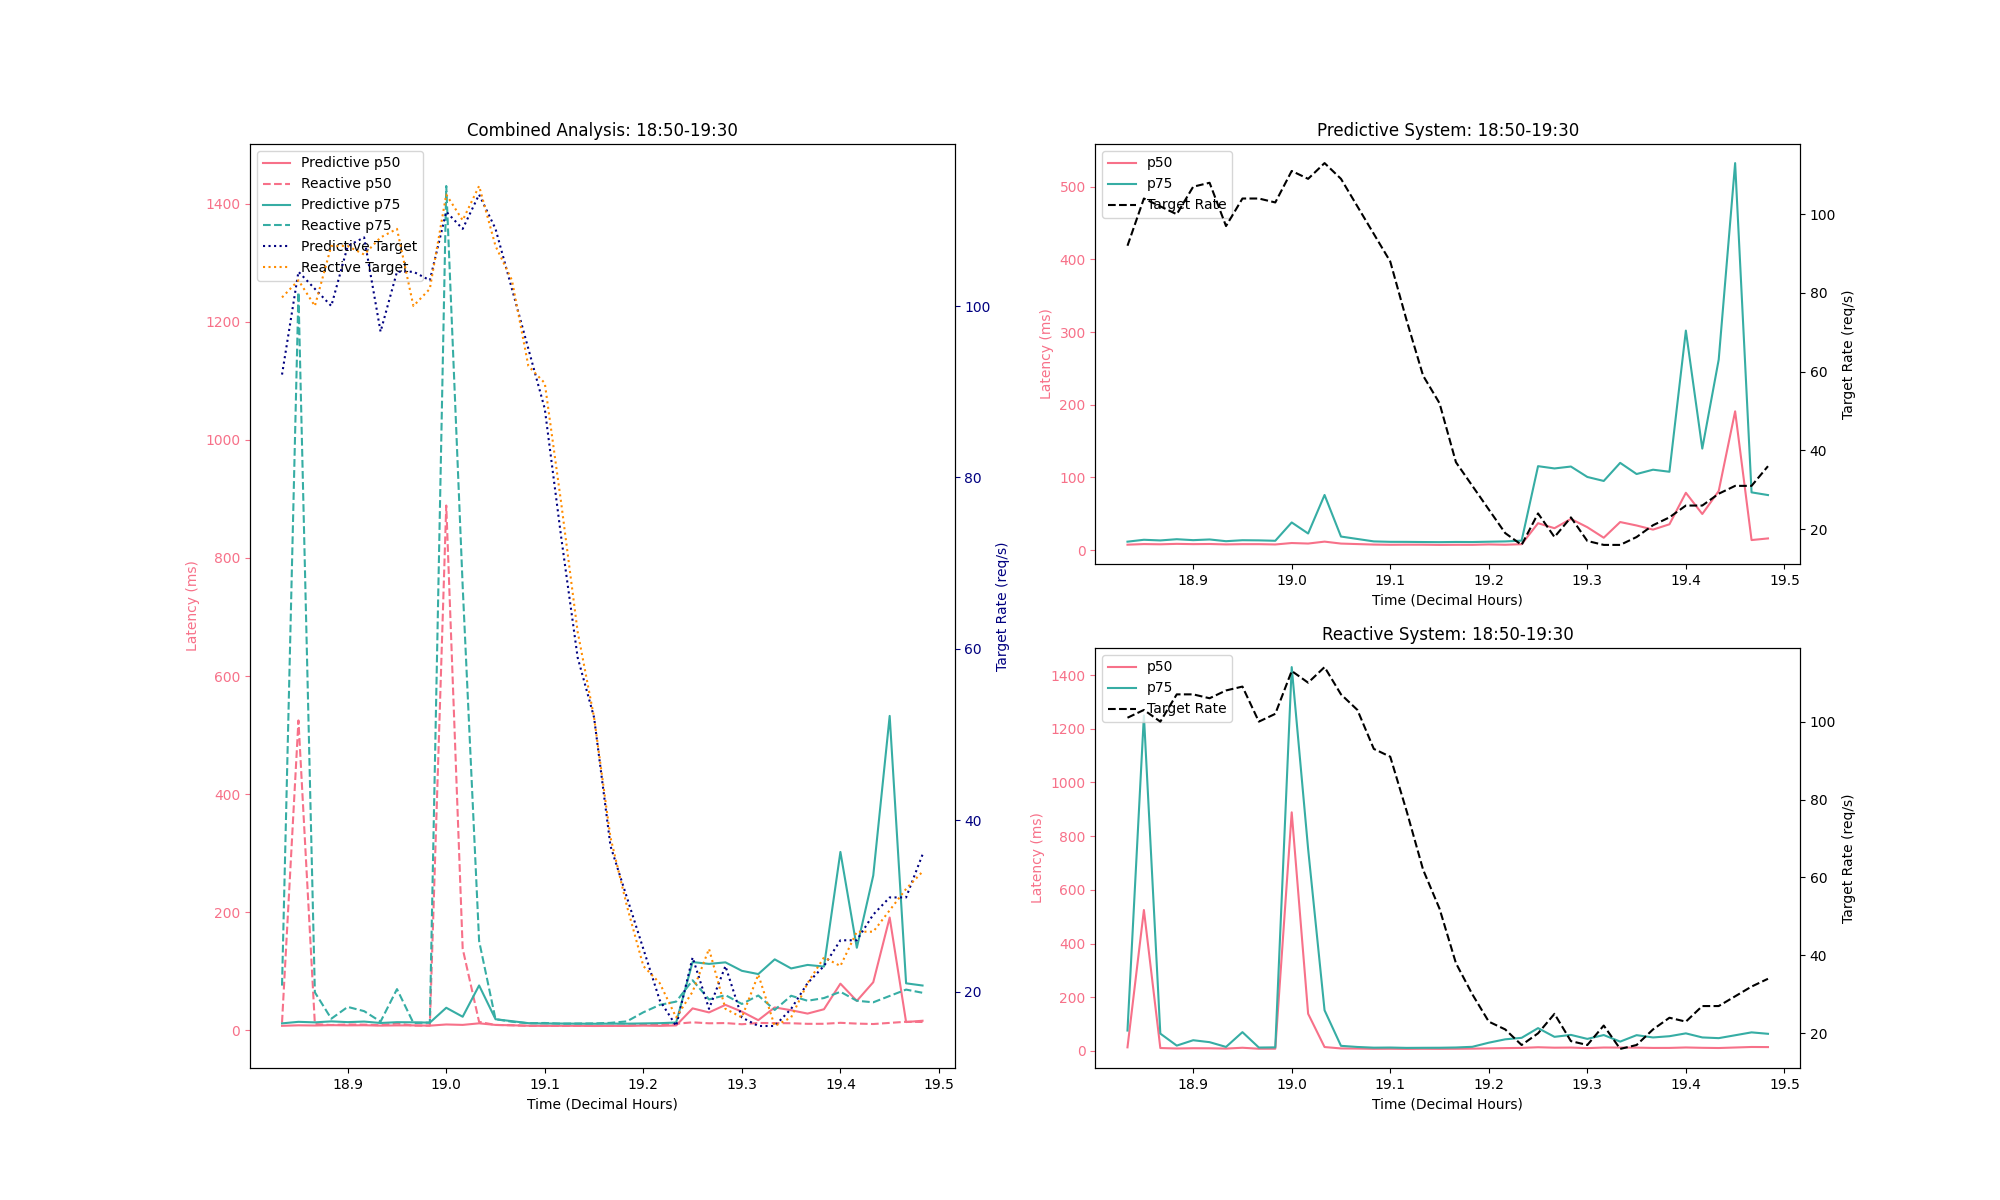 Combined Analysis: 18:50-19:30
Predictive p50
Reactive p50
Predictive p75
Reactive p75
Predictive Target
Reactive Target
1400
1200
1000
800
600
400
200
0
Latency (ms)
100
80
60
40
20
Target Rate (req/s)
18.9 19.0 19.1 19.2 19.3 19.4 19.5
Time (Decimal Hours)
Predictive System: 18:50-19:30
p50
p75
Target Rate
500
400
300
200
100
0
Latency (ms)
100
80
60
40
20
Target Rate (req/s)
18.9 19.0 19.1 19.2 19.3 19.4 19.5
Time (Decimal Hours)
Reactive System: 18:50-19:30
p50
p75
Target Rate
1400
1200
1000
800
600
400
200
0
Latency (ms)
100
80
60
40
20
Target Rate (req/s)
18.9 19.0 19.1 19.2 19.3 19.4 19.5
Time (Decimal Hours)